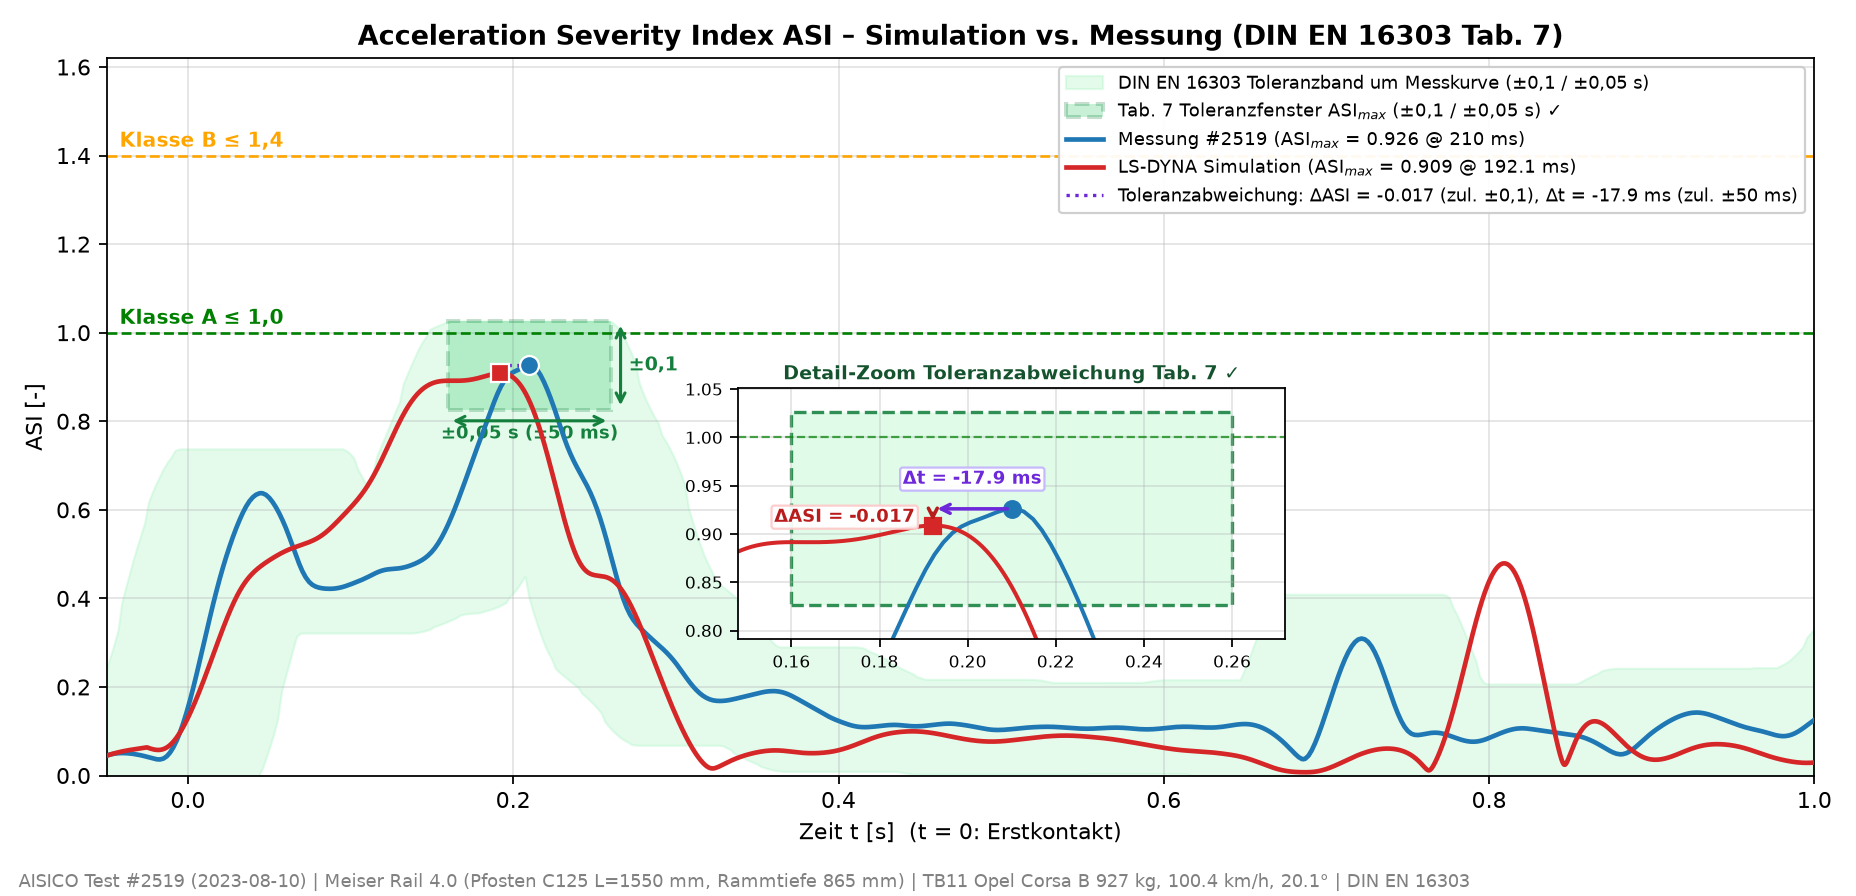 Acceleration Severity Index ASI – Simulation vs. Messung (DIN EN 16303 Tab. 7)
DIN EN 16303 Toleranzband um Messkurve (±0,1 / ±0,05 s)
Tab. 7 Toleranzfenster ASImax (±0,1 / ±0,05 s) ✓
Messung #2519 (ASImax = 0.926 @ 210 ms)
LS-DYNA Simulation (ASImax = 0.909 @ 192.1 ms)
Toleranzabweichung: ΔASI = -0.017 (zul. ±0,1), Δt = -17.9 ms (zul. ±50 ms)
Klasse B ≤ 1,4
Klasse A ≤ 1,0
±0,1
±0,05 s (±50 ms)
Detail-Zoom Toleranzabweichung Tab. 7 ✓
1.05
1.00
0.95
0.90
0.85
0.80
Δt = -17.9 ms
ΔASI = -0.017
0.16 0.18 0.20 0.22 0.24 0.26
ASI [-]
1.6
1.4
1.2
1.0
0.8
0.6
0.4
0.2
0.0
0.0 0.2 0.4 0.6 0.8 1.0
Zeit t [s] (t = 0: Erstkontakt)
AISICO Test #2519 (2023-08-10) | Meiser Rail 4.0 (Pfosten C125 L=1550 mm, Rammtiefe 865 mm) | TB11 Opel Corsa B 927 kg, 100.4 km/h, 20.1° | DIN EN 16303